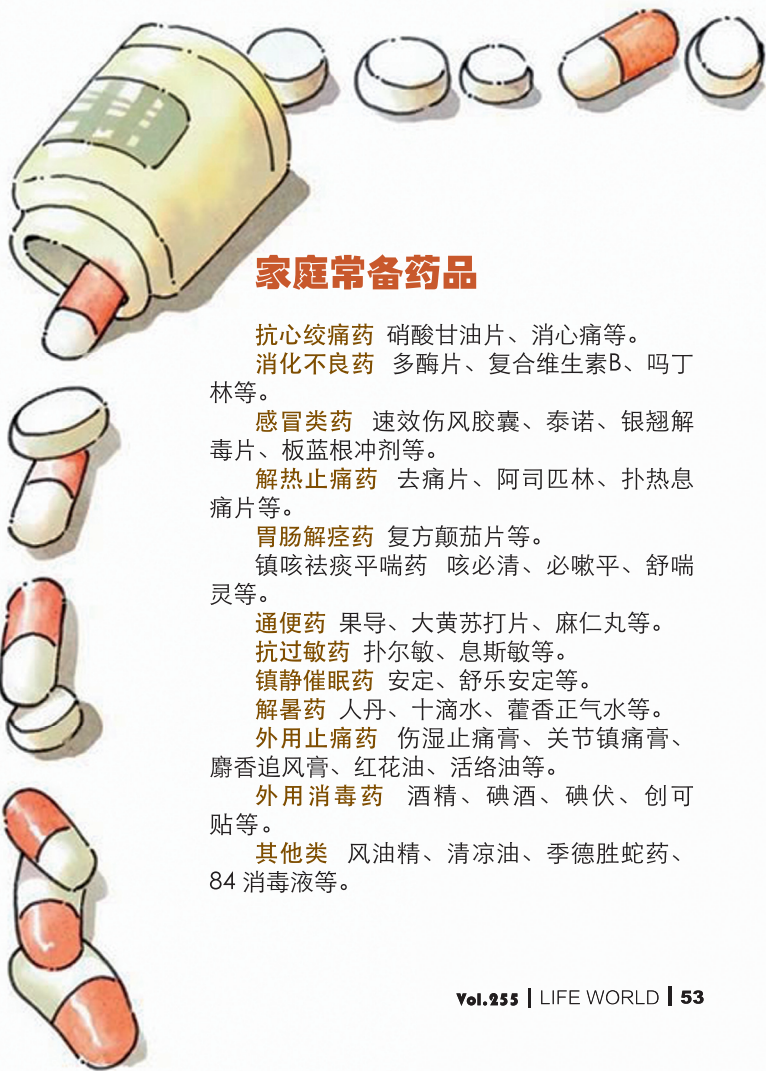 家庭常备药品
抗心绞痛药 硝酸甘油片、消心痛等。
消化不良药 多酶片、复合维生素B、吗丁
林等。
感冒类药 速效伤风胶囊、泰诺、银翘解
毒片、板蓝根冲剂等。
解热止痛药 去痛片、阿司匹林、扑热息
痛片等。
胃肠解痉药 复方颠茄片等。
镇咳祛痰平喘药 咳必清、必嗽平、舒喘
灵等。
通便药 果导、大黄苏打片、麻仁丸等。
抗过敏药 扑尔敏、息斯敏等。
镇静催眠药 安定、舒乐安定等。
解暑药 人丹、十滴水、藿香正气水等。
外用止痛药 伤湿止痛膏、关节镇痛膏、
麝香追风膏、红花油、活络油等。
外用消毒药 酒精、碘酒、碘伏、创可
贴等。
其他类 风油精、清凉油、季德胜蛇药、
84 消毒液等。
Vol.255 | LIFE WORLD | 53